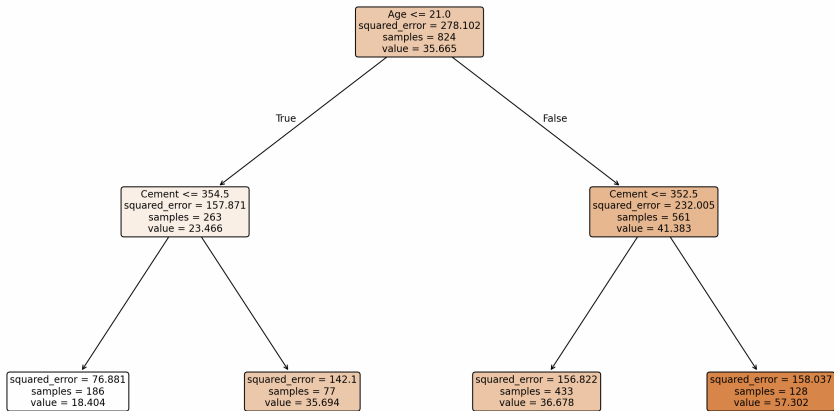 Age <= 21.0
squared_error = 278.102
samples = 824
value = 35.665
True
False
Cement <= 354.5
squared_error = 157.871
samples = 263
value = 23.466
Cement <= 352.5
squared_error = 232.005
samples = 561
value = 41.383
squared_error = 76.881
samples = 186
value = 18.404
squared_error = 142.1
samples = 77
value = 35.694
squared_error = 156.822
samples = 433
value = 36.678
squared_error = 158.037
samples = 128
value = 57.302